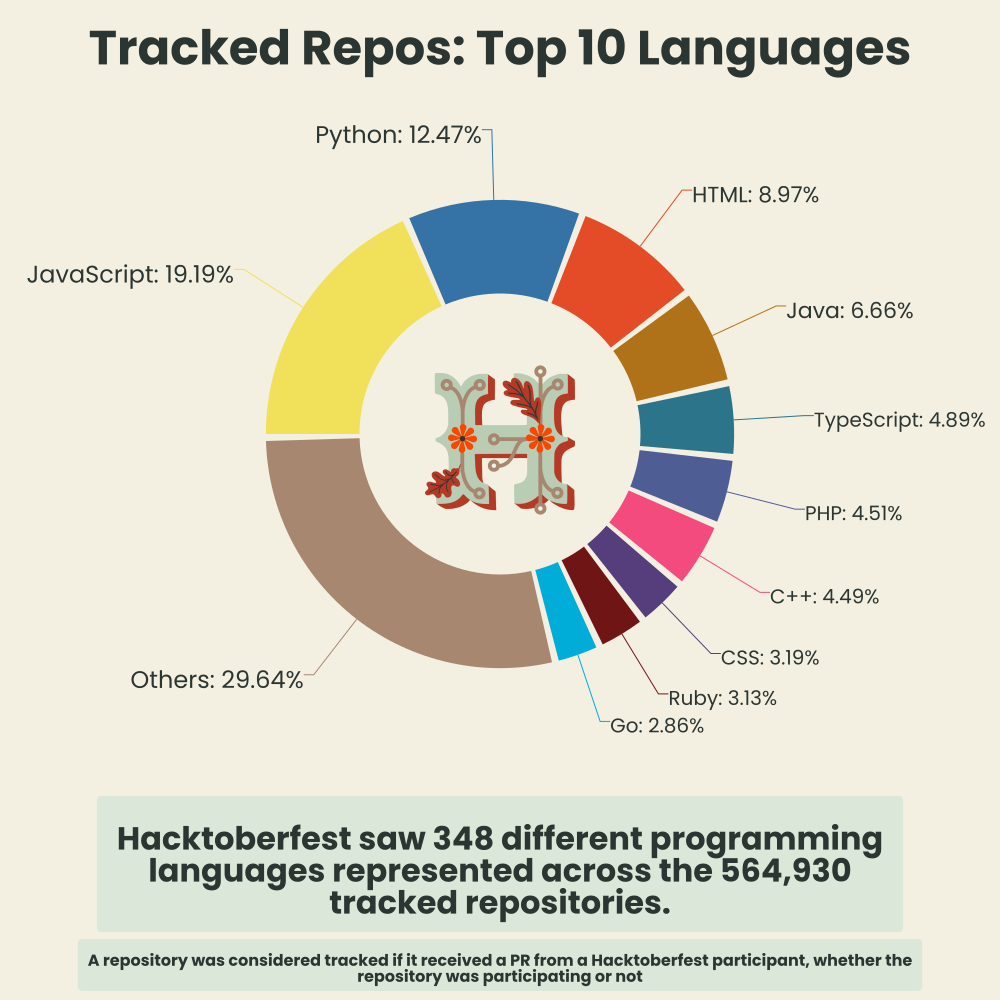 Tracked Repos: Top 10 Languages
Python: 12.47%
HTML: 8.97%
JavaScript: 19.19%
Java: 6.66%
TypeScript: 4.89%
PHP: 4.51%
C++: 4.49%
CSS: 3.19%
Others: 29.64%
Ruby: 3.13%
Go: 2.86%
H
Hacktoberfest saw 348 different programming
languages represented across the 564,930
tracked repositories.
A repository was considered tracked if it received a PR from a Hacktoberfest participant, whether the
repository was participating or not